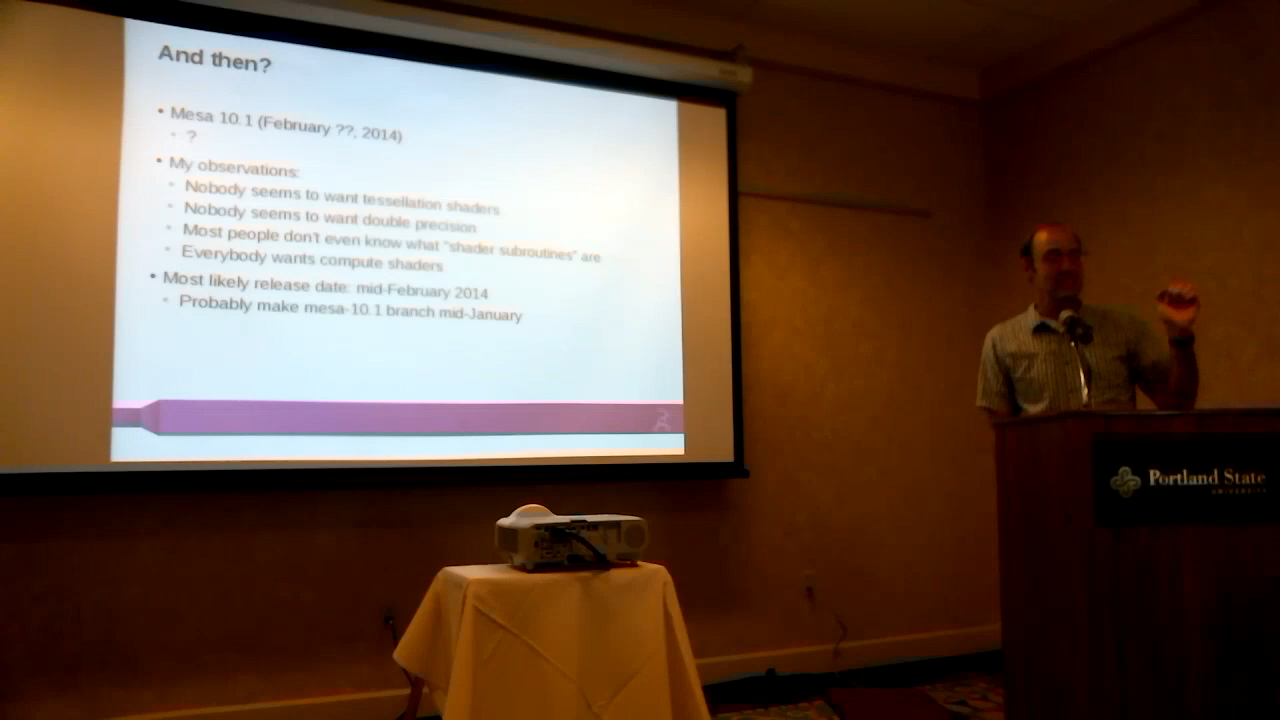 And then?
• Mesa 10.1 (February ??, 2014)
• ?
• My observations:
• Nobody seems to want tessellation shaders
• Nobody seems to want double precision
• Most people don't even know what "shader subroutines" are
• Everybody wants compute shaders
• Most likely release date: mid-February 2014
• Probably make mesa-10.1 branch mid-January
Portland State
UNIVERSITY